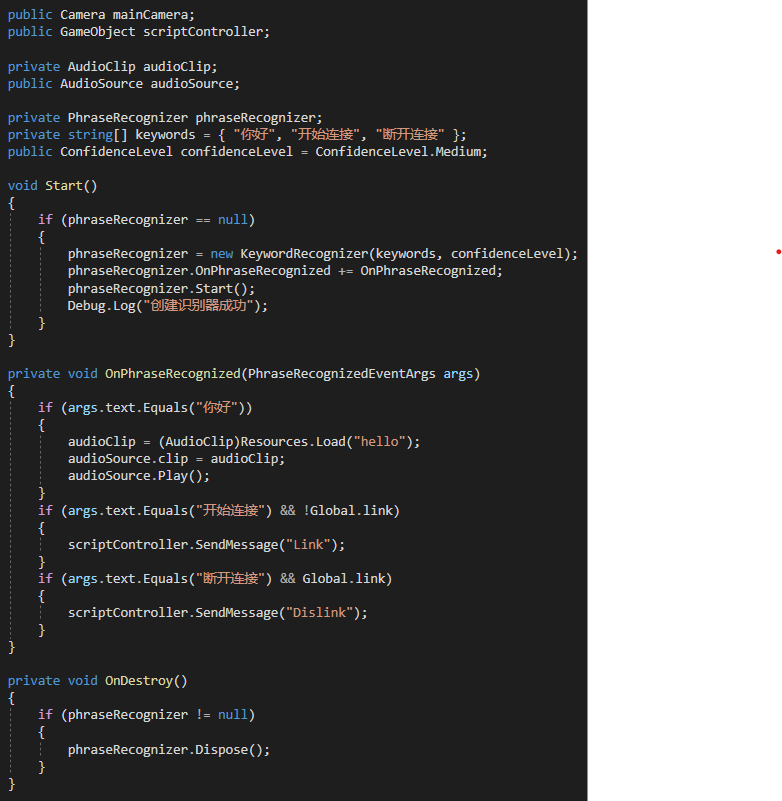 public Camera mainCamera;
public GameObject scriptController;
private AudioClip audioClip;
public AudioSource audioSource;
private PhraseRecognizer phraseRecognizer;
private string[] keywords = { "你好", "开始连接", "断开连接" };
public ConfidenceLevel confidenceLevel = ConfidenceLevel.Medium;
void Start()
{
if (phraseRecognizer == null)
{
phraseRecognizer = new KeywordRecognizer(keywords, confidenceLevel);
phraseRecognizer.OnPhraseRecognized += OnPhraseRecognized;
phraseRecognizer.Start();
Debug.Log("创建识别器成功");
}
}
private void OnPhraseRecognized(PhraseRecognizedEventArgs args)
{
if (args.text.Equals("你好"))
{
audioClip = (AudioClip)Resources.Load("hello");
audioSource.clip = audioClip;
audioSource.Play();
}
if (args.text.Equals("开始连接") && !Global.link)
{
scriptController.SendMessage("Link");
}
if (args.text.Equals("断开连接") && Global.link)
{
scriptController.SendMessage("Dislink");
}
}
private void OnDestroy()
{
if (phraseRecognizer != null)
{
phraseRecognizer.Dispose();
}
}